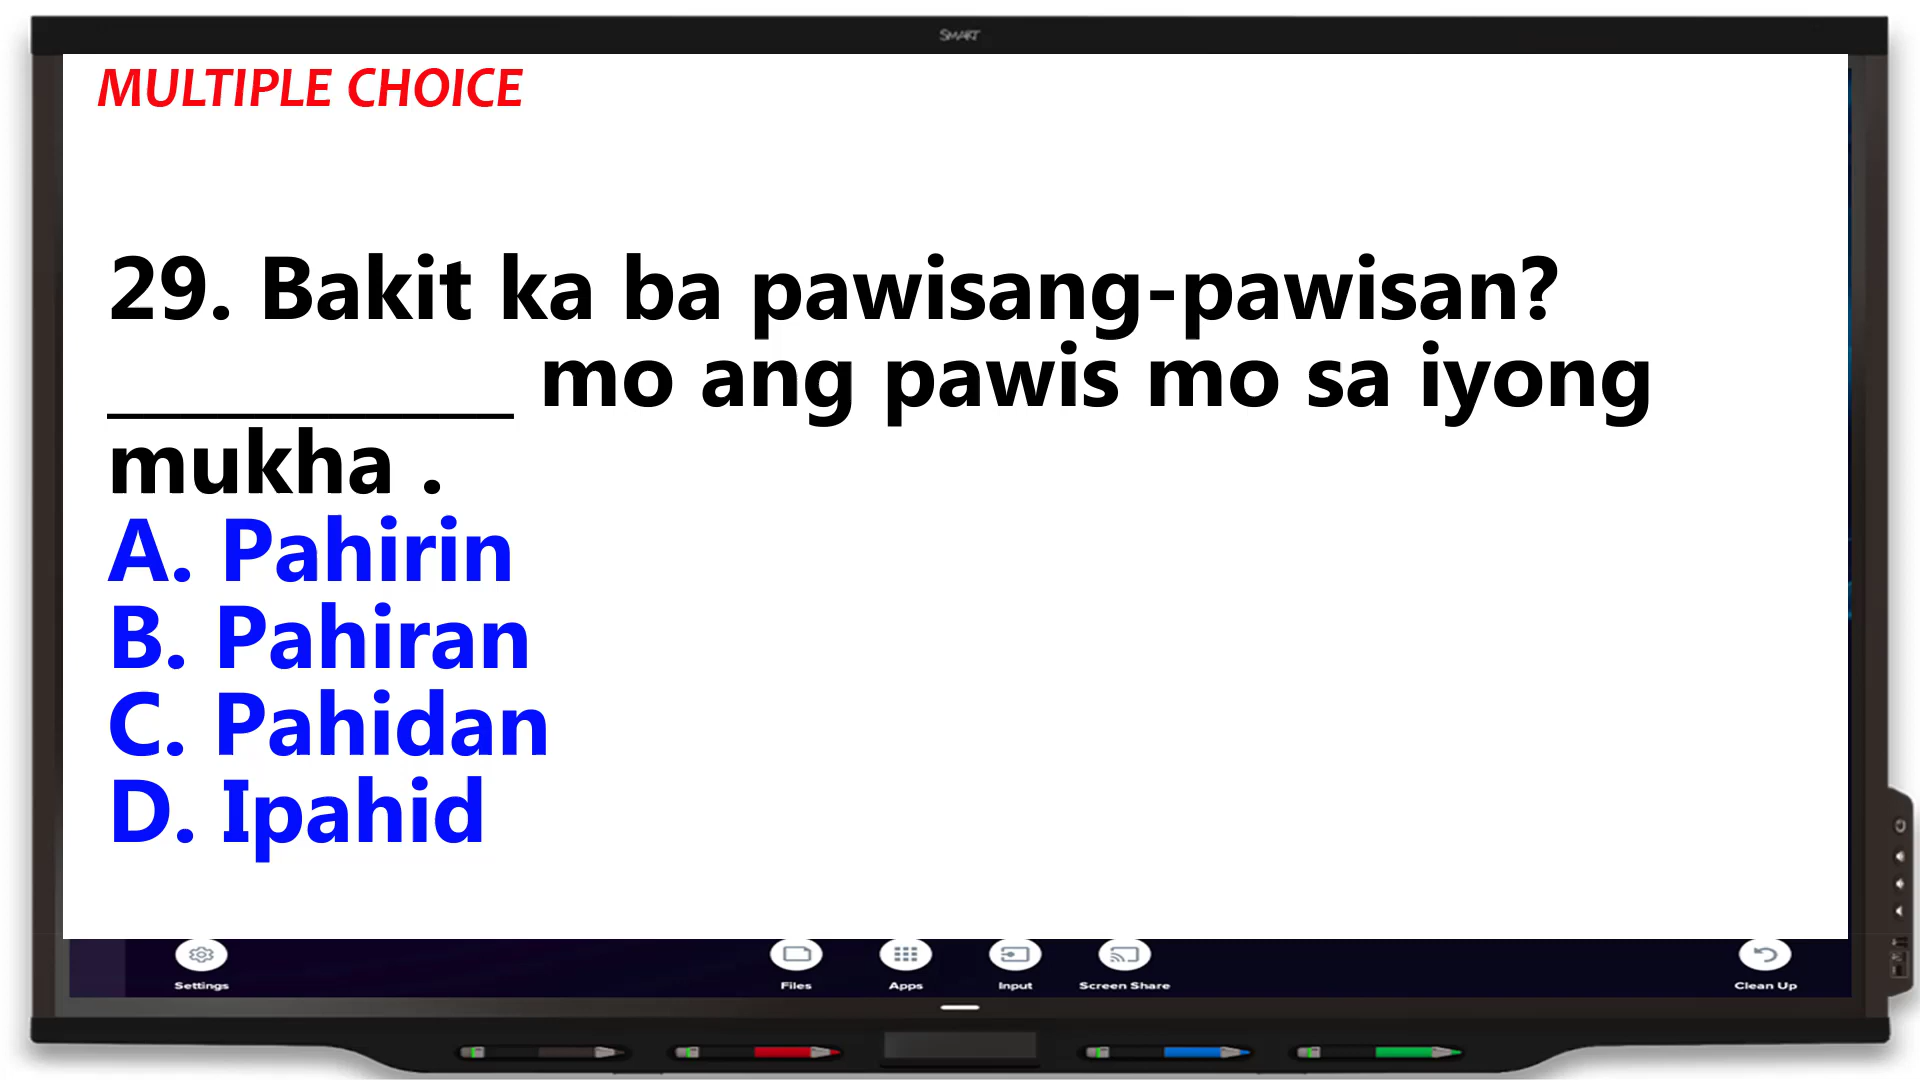 SMART
MULTIPLE CHOICE
29. Bakit ka ba pawisang-pawisan?
__________ mo ang pawis mo sa iyong
mukha .
A. Pahirin
B. Pahiran
C. Pahidan
D. Ipahid
Settings
Files
Apps
Input
Screen Share
Clean Up